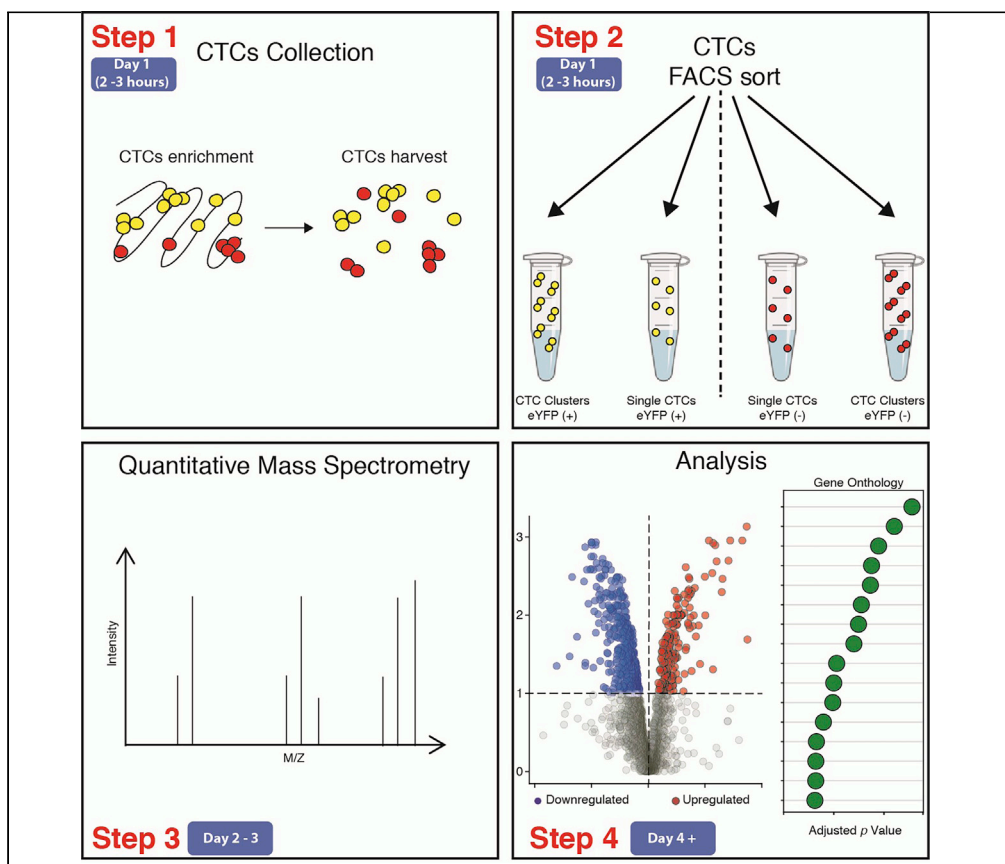 Step 1
Day 1
(2 -3 hours)
CTCs Collection
CTCs enrichment
CTCs harvest
Step 2
Day 1
(2-3 hours)
CTCs
FACS sort
CTC Clusters
eYFP (+)
Single CTCs
eYFP (+)
Single CTCs
eYFP (-)
CTC Clusters
eYFP (-)
Quantitative Mass Spectrometry
Intensity
M/Z
Step 3
Day 2 - 3
Analysis
Gene Onthology
3
2
1
0
Downregulated
Upregulated
Adjusted p Value
Step 4
Day 4 +